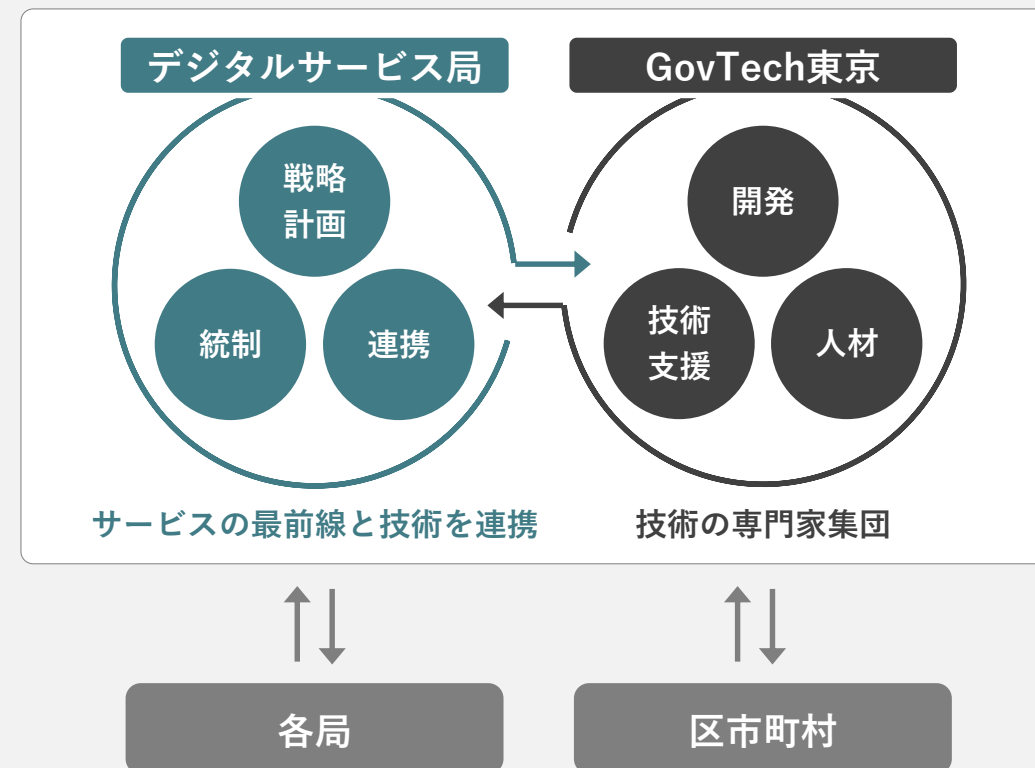 デジタルサービス局
GovTech東京
戦略
計画
統制
連携
開発
技術
支援
人材
サービスの最前線と技術を連携
技術の専門家集団
各局
区市町村